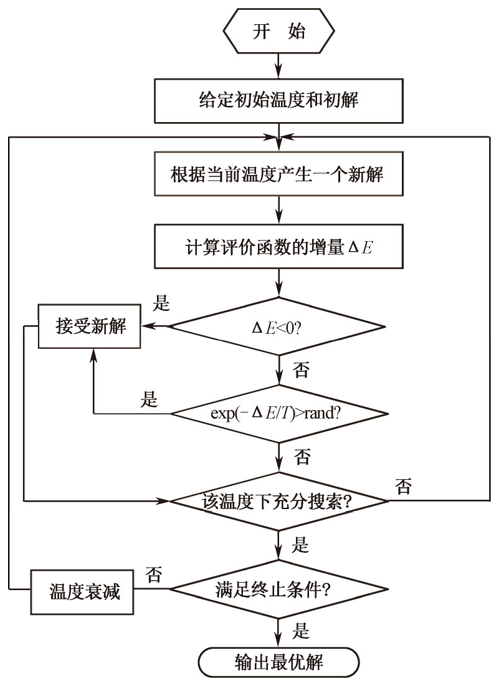 开 始
给定初始温度和初解
根据当前温度产生一个新解
计算评价函数的增量 ΔE
是
接受新解
ΔE<0?
否
是
exp(-ΔE/T)>rand?
否
该温度下充分搜索?
否
是
否
温度衰减
满足终止条件?
是
输出最优解